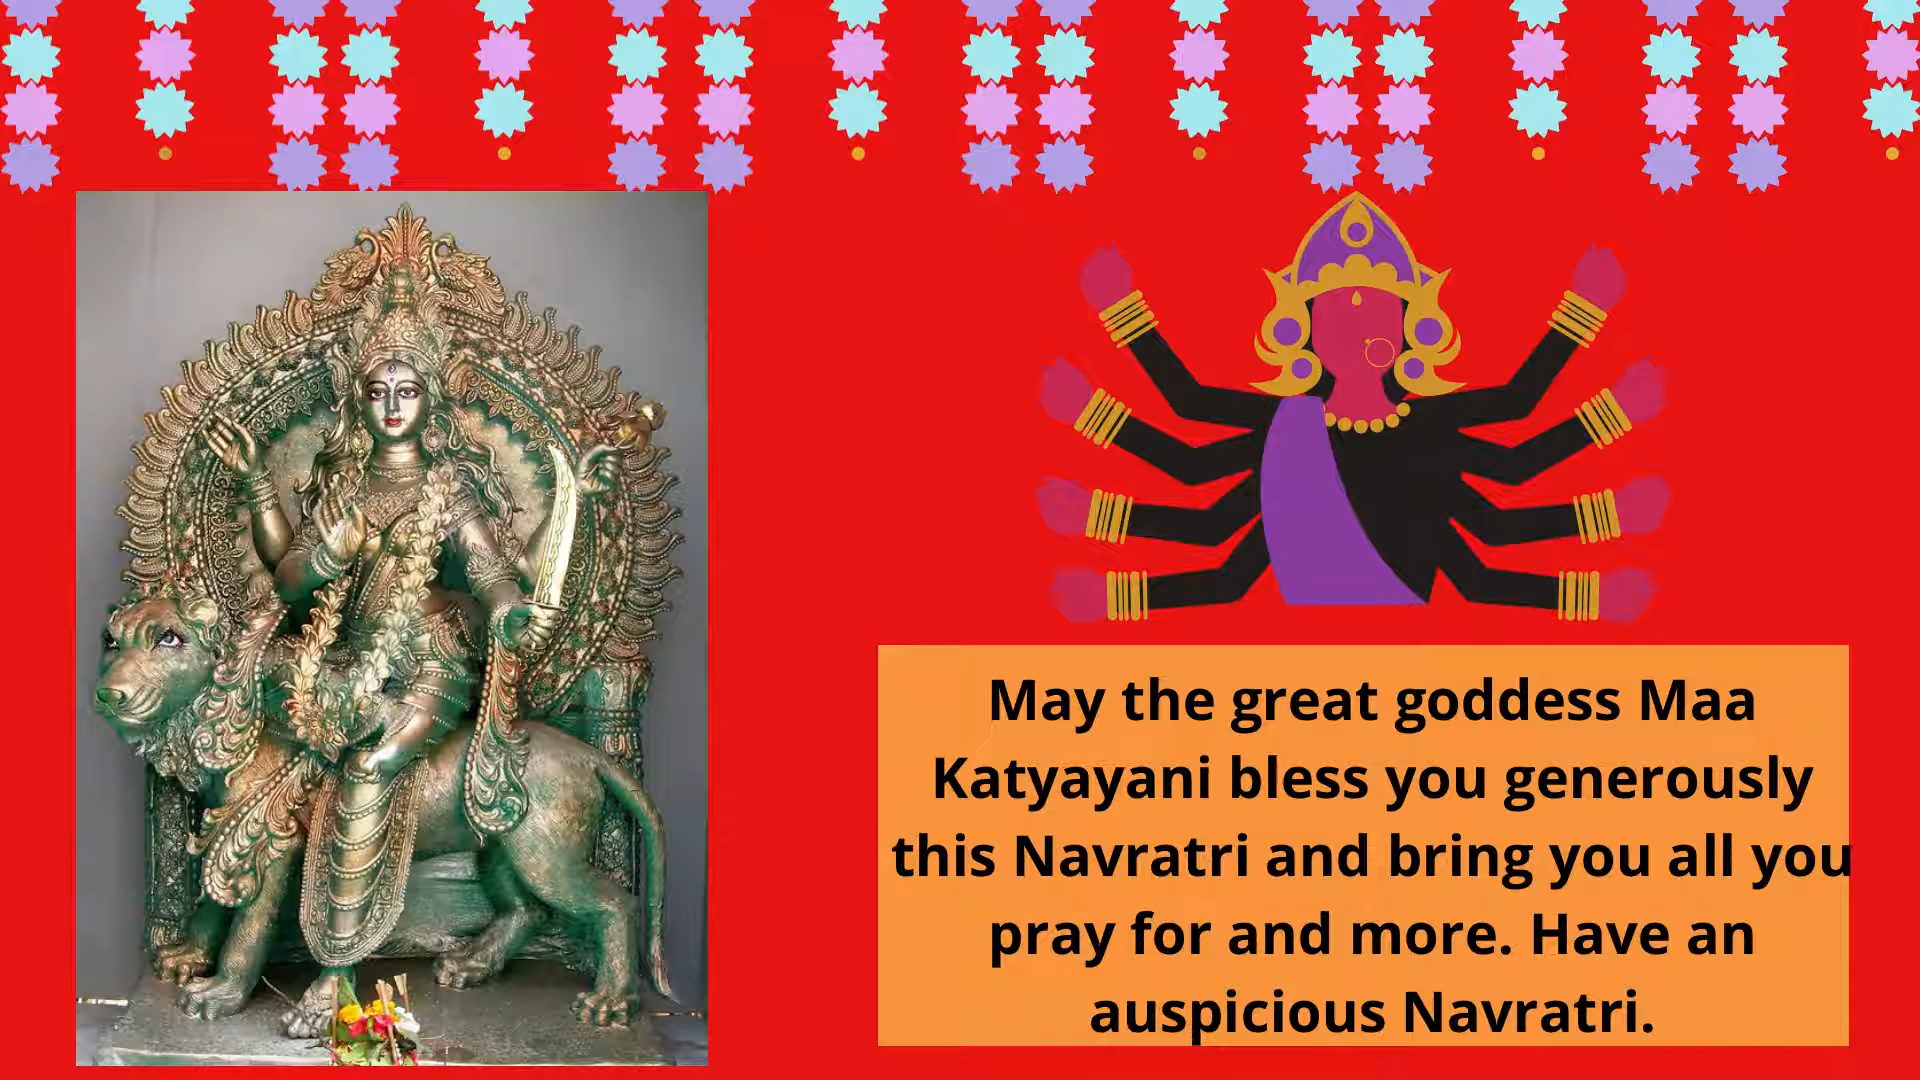 May the great goddess Maa
Katyayani bless you generously
this Navratri and bring you all you
pray for and more. Have an
auspicious Navratri.